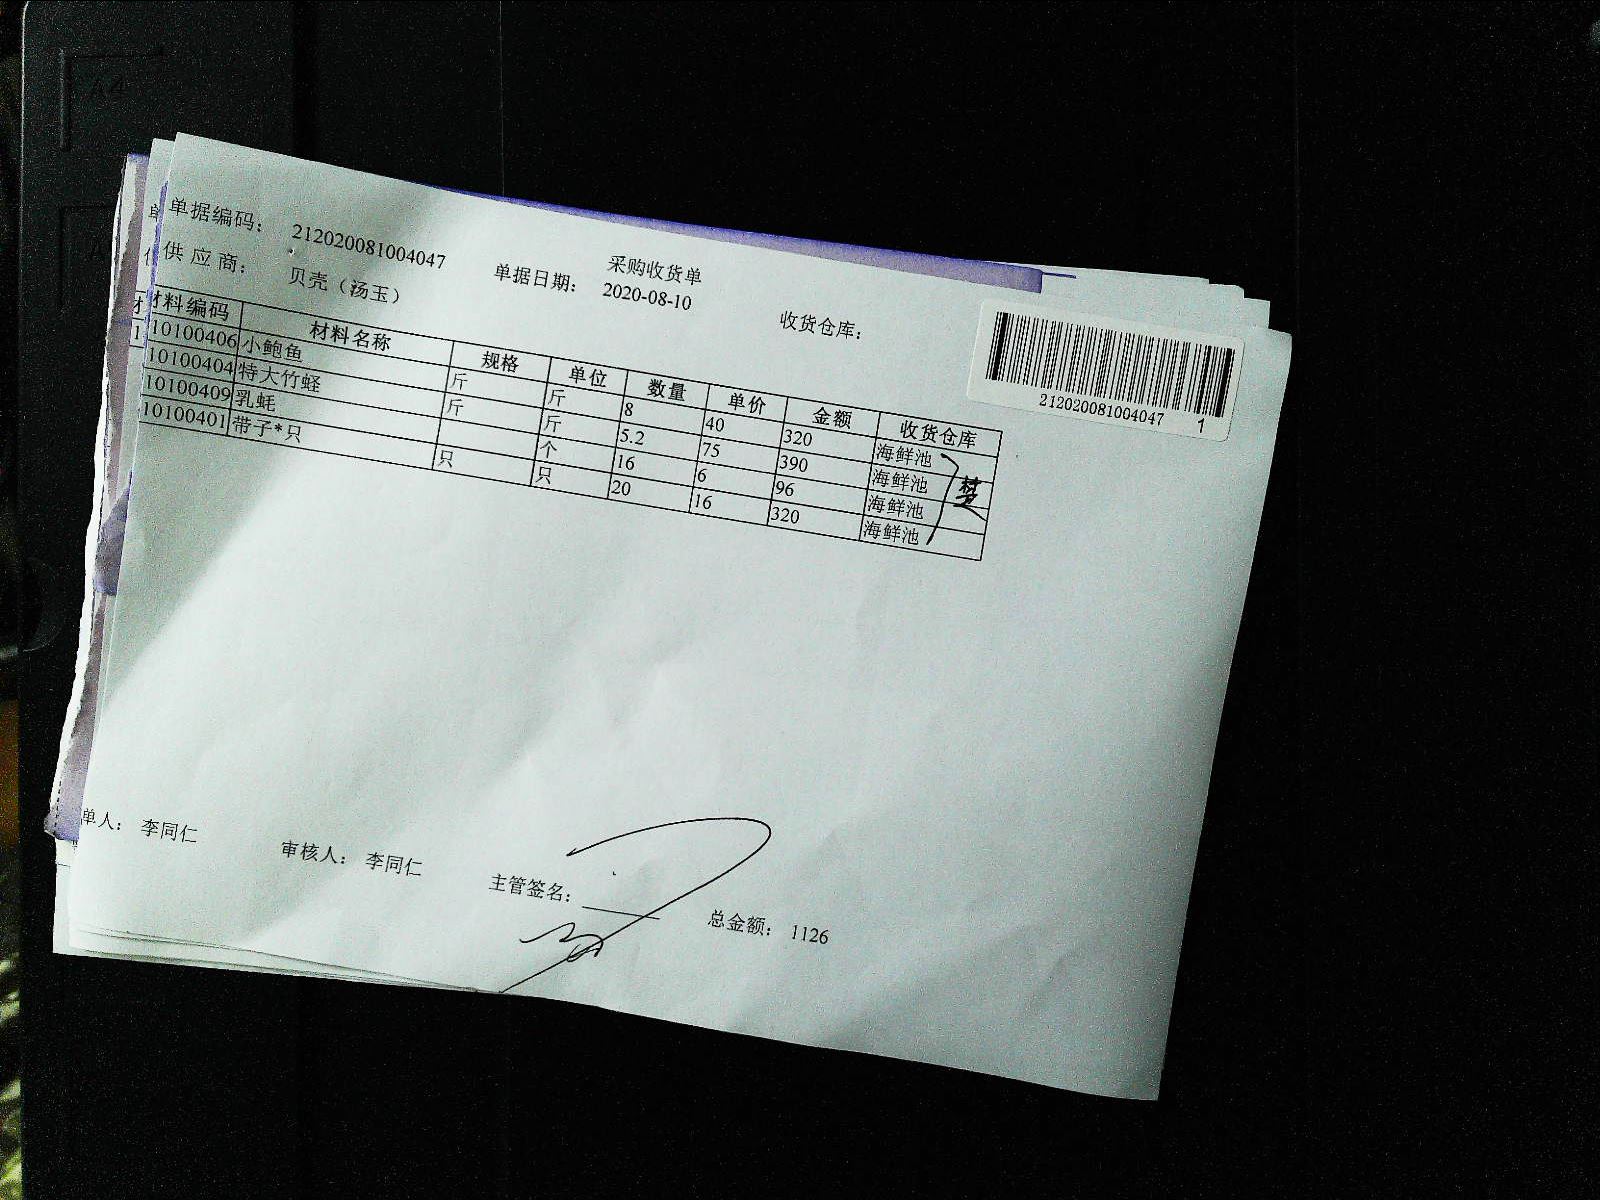 采购收货单
单据编码： 212020081004047 单据日期： 2020-08-10 收货仓库：
供 应 商： 贝壳（汤玉）
212020081004047 1
材料编码 材料名称 规格 单位 数量 单价 金额 收货仓库
10100406 小鲍鱼 斤 斤 8 40 320 海鲜池
10100404 特大竹蛏 斤 斤 5.2 75 390 海鲜池
10100409 乳蚝 个 16 6 96 海鲜池
10100401 带子*只 只 只 20 16 320 海鲜池
单人： 李同仁 审核人： 李同仁 主管签名： 总金额： 1126